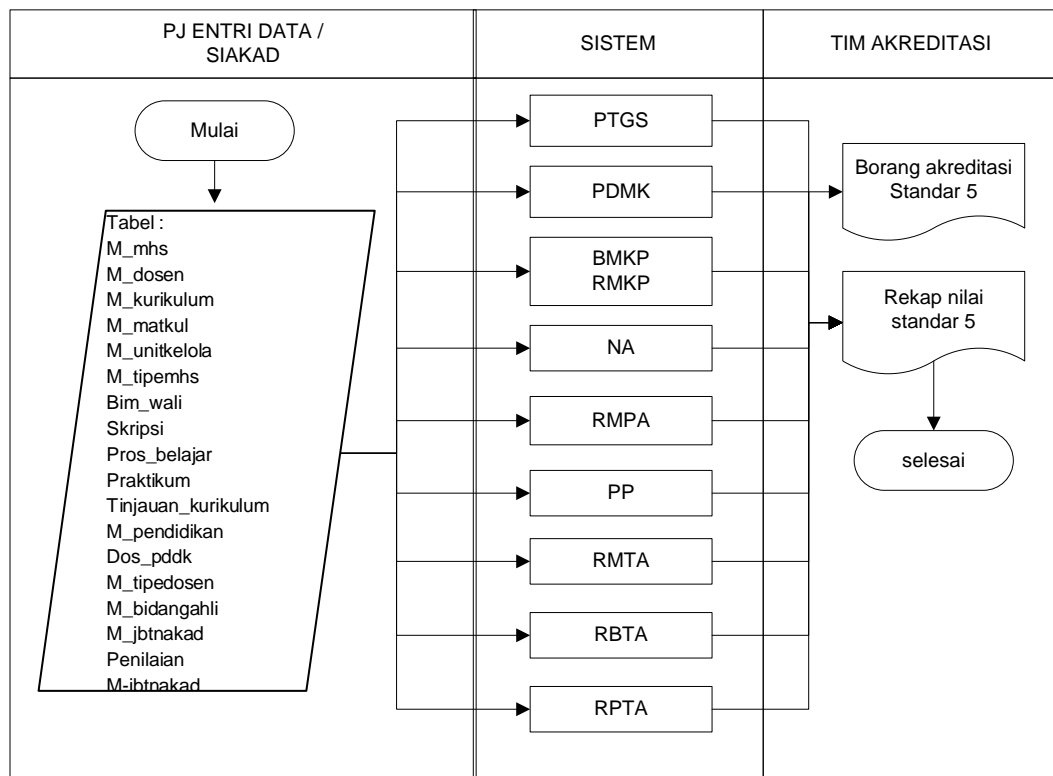 PJ ENTRI DATA /
SIAKAD
SISTEM
TIM AKREDITASI
Mulai
Tabel :
M_mhs
M_dosen
M_kurikulum
M_matkul
M_unitkelola
M_tipemhs
Bim_wali
Skripsi
Pros_belajar
Praktikum
Tinjauan_kurikulum
M_pendidikan
Dos_pddk
M_tipedosen
M_bidangahli
M_jbtnakad
Penilaian
M-jbtnakad
PTGS
PDMK
BMKP
RMKP
NA
RMPA
PP
RMTA
RBTA
RPTA
Borang akreditasi
Standar 5
Rekap nilai
standar 5
selesai